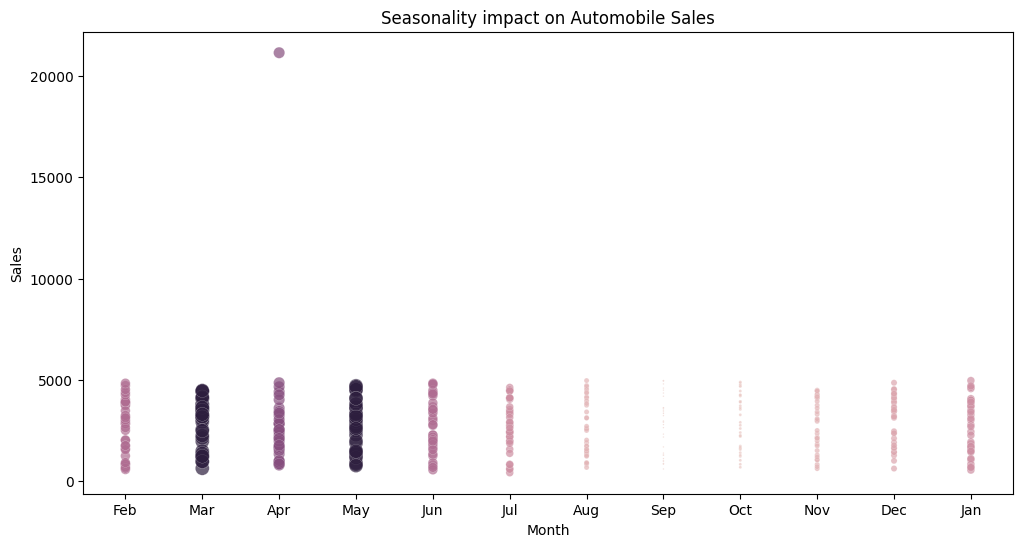 Seasonality impact on Automobile Sales
20000
15000
10000
5000
0
Sales
Feb Mar Apr May Jun Jul Aug Sep Oct Nov Dec Jan
Month